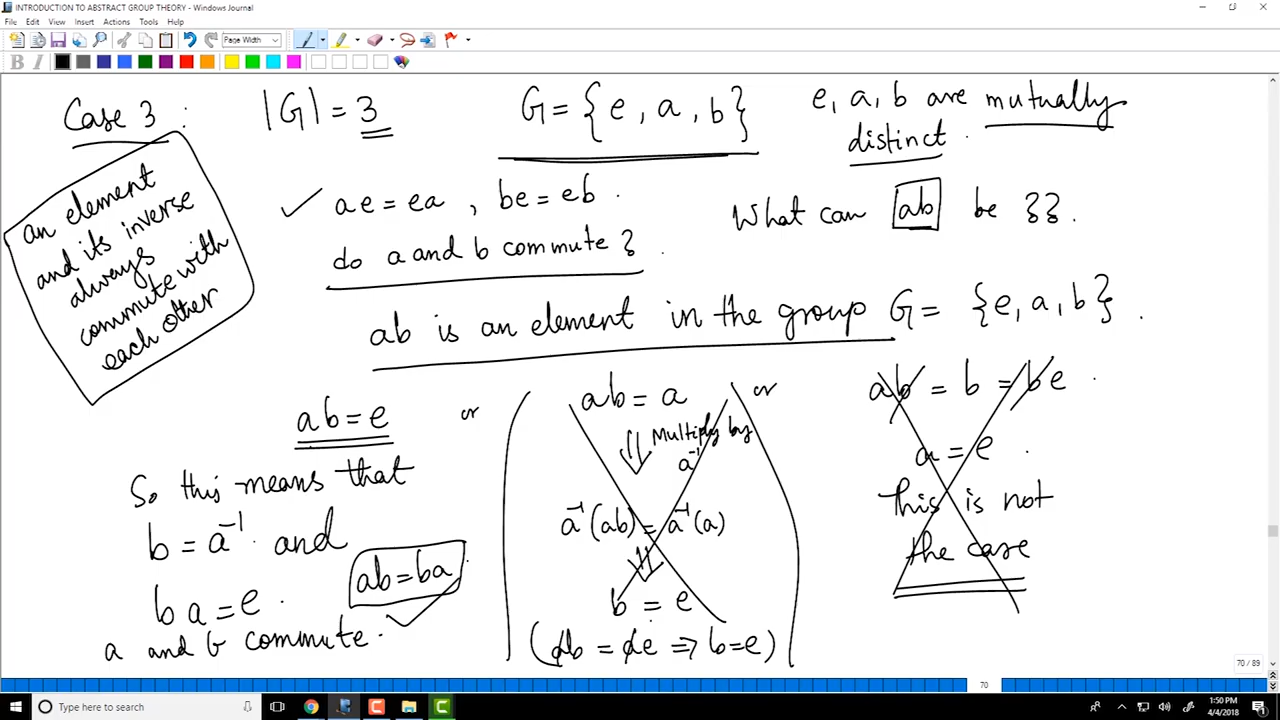 INTRODUCTION TO ABSTRACT GROUP THEORY - Windows Journal
File Edit View Insert Actions Tools Help
Page Width
B I
Case 3 :
|G| = 3
G = {e, a, b}
e, a, b are mutually
distinct.
an element
and its inverse
always
commute with
each other
✓ ae = ea , be = eb .
do a and b commute ?
What can ab be ??.
ab is an element in the group G = {e, a, b} .
ab = e
or
So this means that
b = a⁻¹ . and
ba = e .
ab = ba
a and b commute. ✓
ab = a
or
⇓ Multiply by
a⁻¹
a⁻¹(ab) = a⁻¹(a)
⇓
b = e
(ab = ae ⇒ b = e)
ab = b = be .
a = e .
This is not
the case
70 / 89
70
Type here to search
1:50 PM
4/4/2018